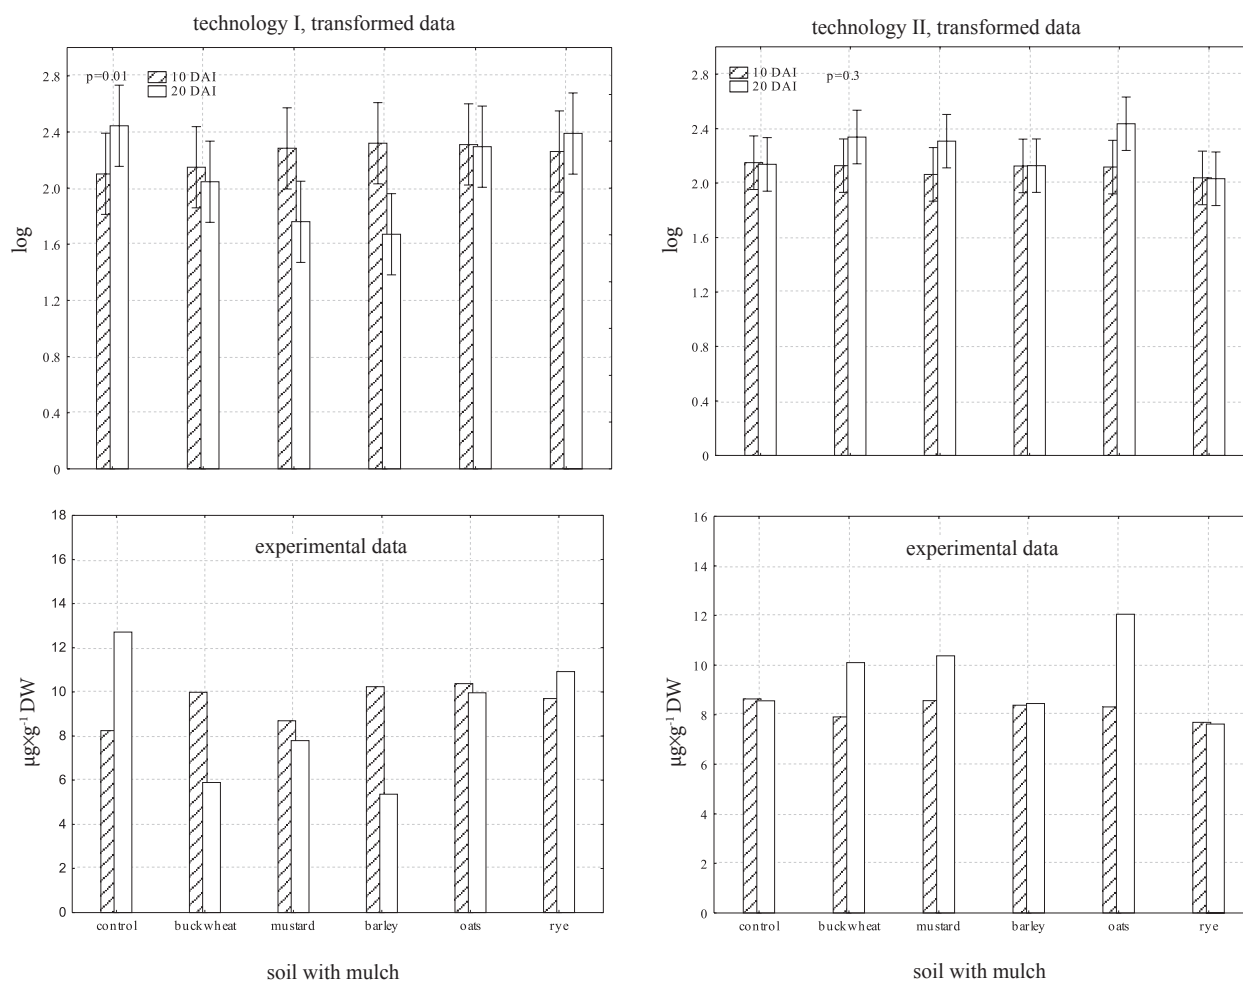 technology I, transformed data
p=0.01
10 DAI
20 DAI
2.8
2.4
2.0
1.6
1.2
0.8
0.4
0
log
technology II, transformed data
10 DAI
p=0.3
20 DAI
2.8
2.4
2.0
1.6
1.2
0.8
0.4
0
log
experimental data
18
16
14
12
10
8
6
4
2
0
µg×g⁻¹ DW
control buckwheat mustard barley oats rye
soil with mulch
experimental data
16
14
12
10
8
6
4
2
0
µg×g⁻¹ DW
control buckwheat mustard barley oats rye
soil with mulch